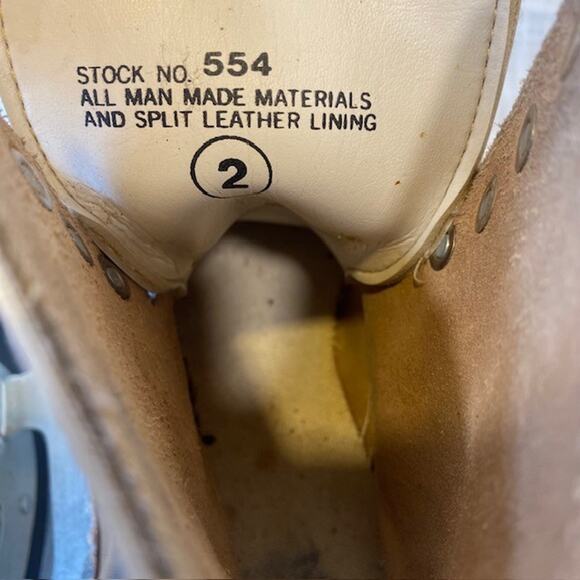 STOCK NO. 554
ALL MAN MADE MATERIALS
AND SPLIT LEATHER LINING
2